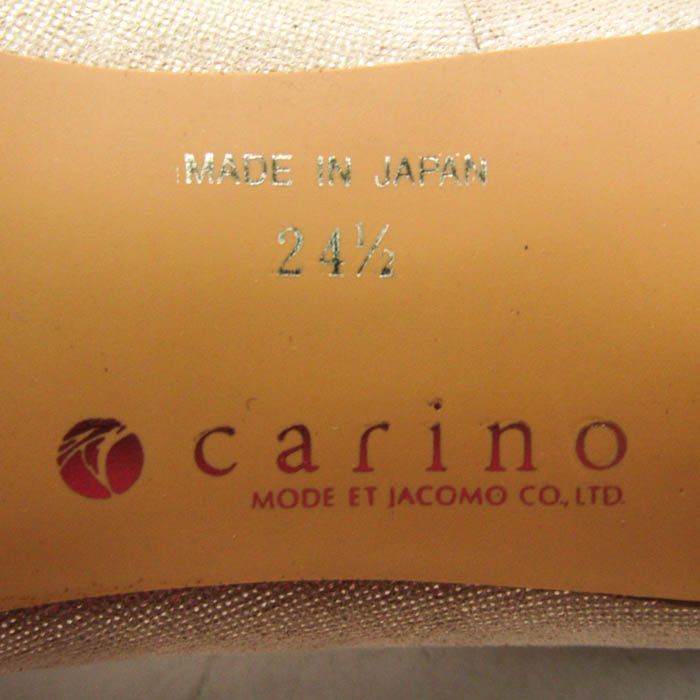 MADE IN JAPAN
24½
carino
MODE ET JACOMO CO., LTD.